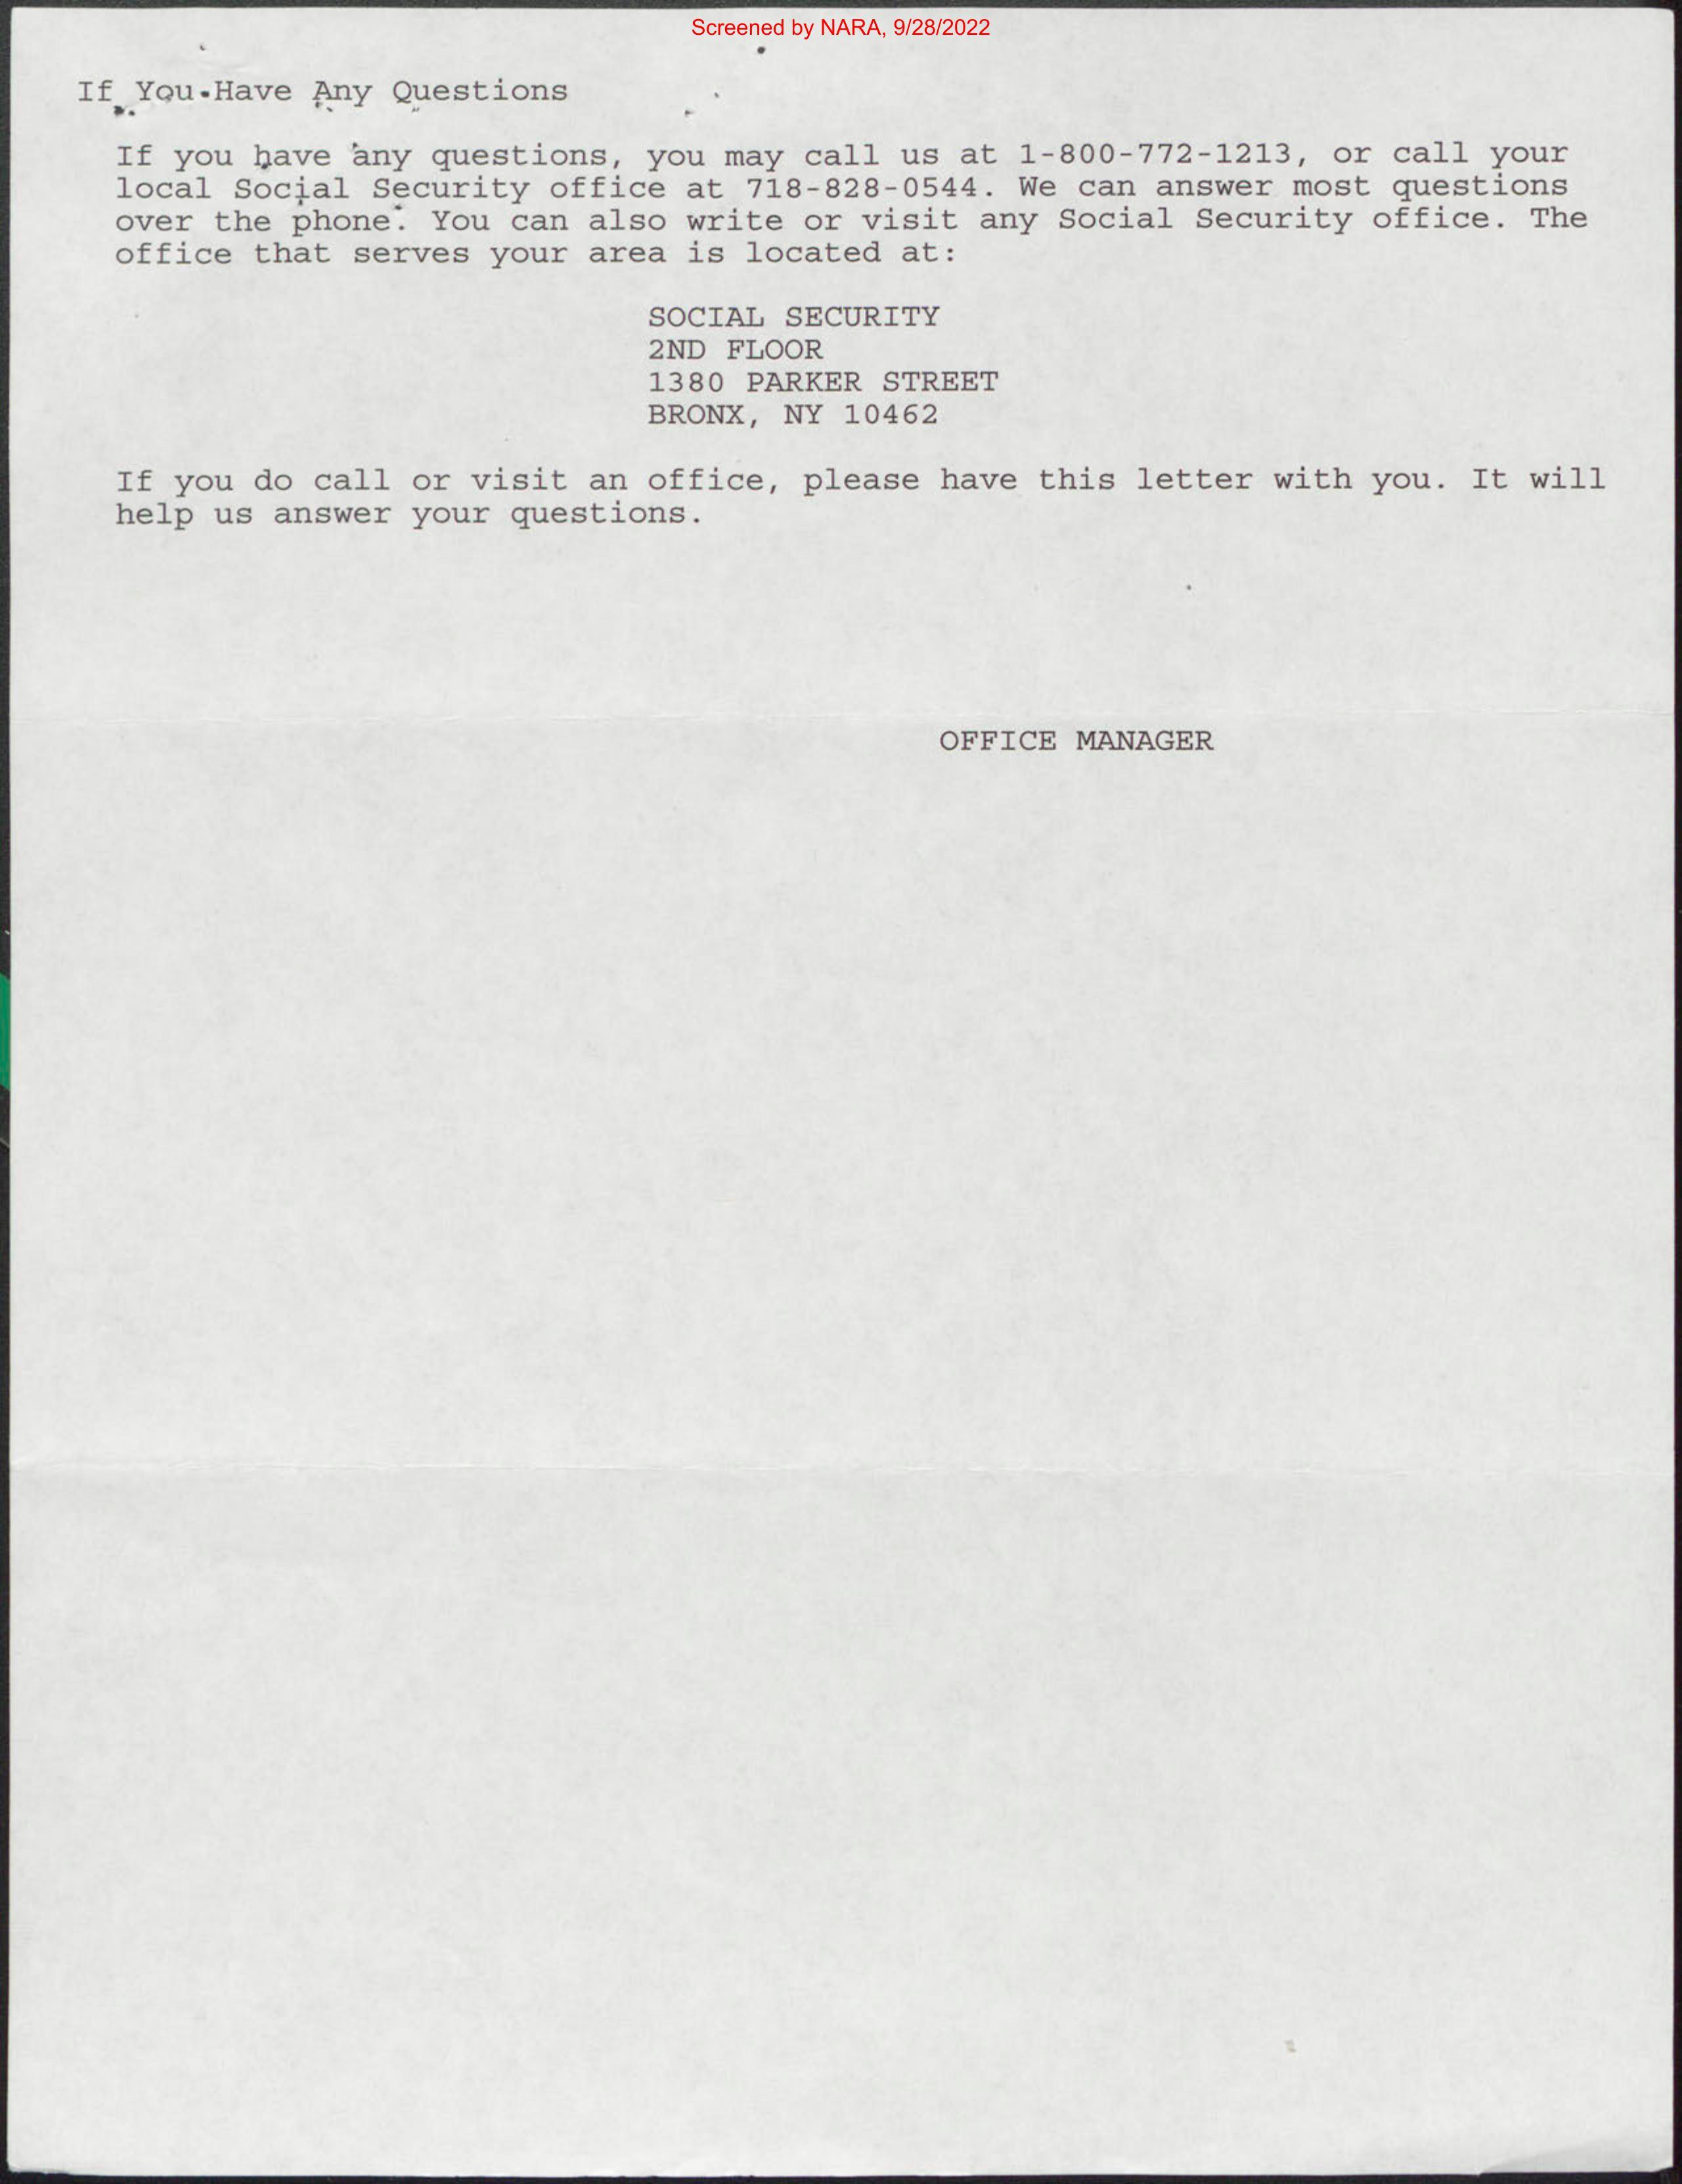 Screened by NARA, 9/28/2022
If You Have Any Questions
If you have any questions, you may call us at 1-800-772-1213, or call your
local Social Security office at 718-828-0544. We can answer most questions
over the phone. You can also write or visit any Social Security office. The
office that serves your area is located at:
SOCIAL SECURITY
2ND FLOOR
1380 PARKER STREET
BRONX, NY 10462
If you do call or visit an office, please have this letter with you. It will
help us answer your questions.
OFFICE MANAGER